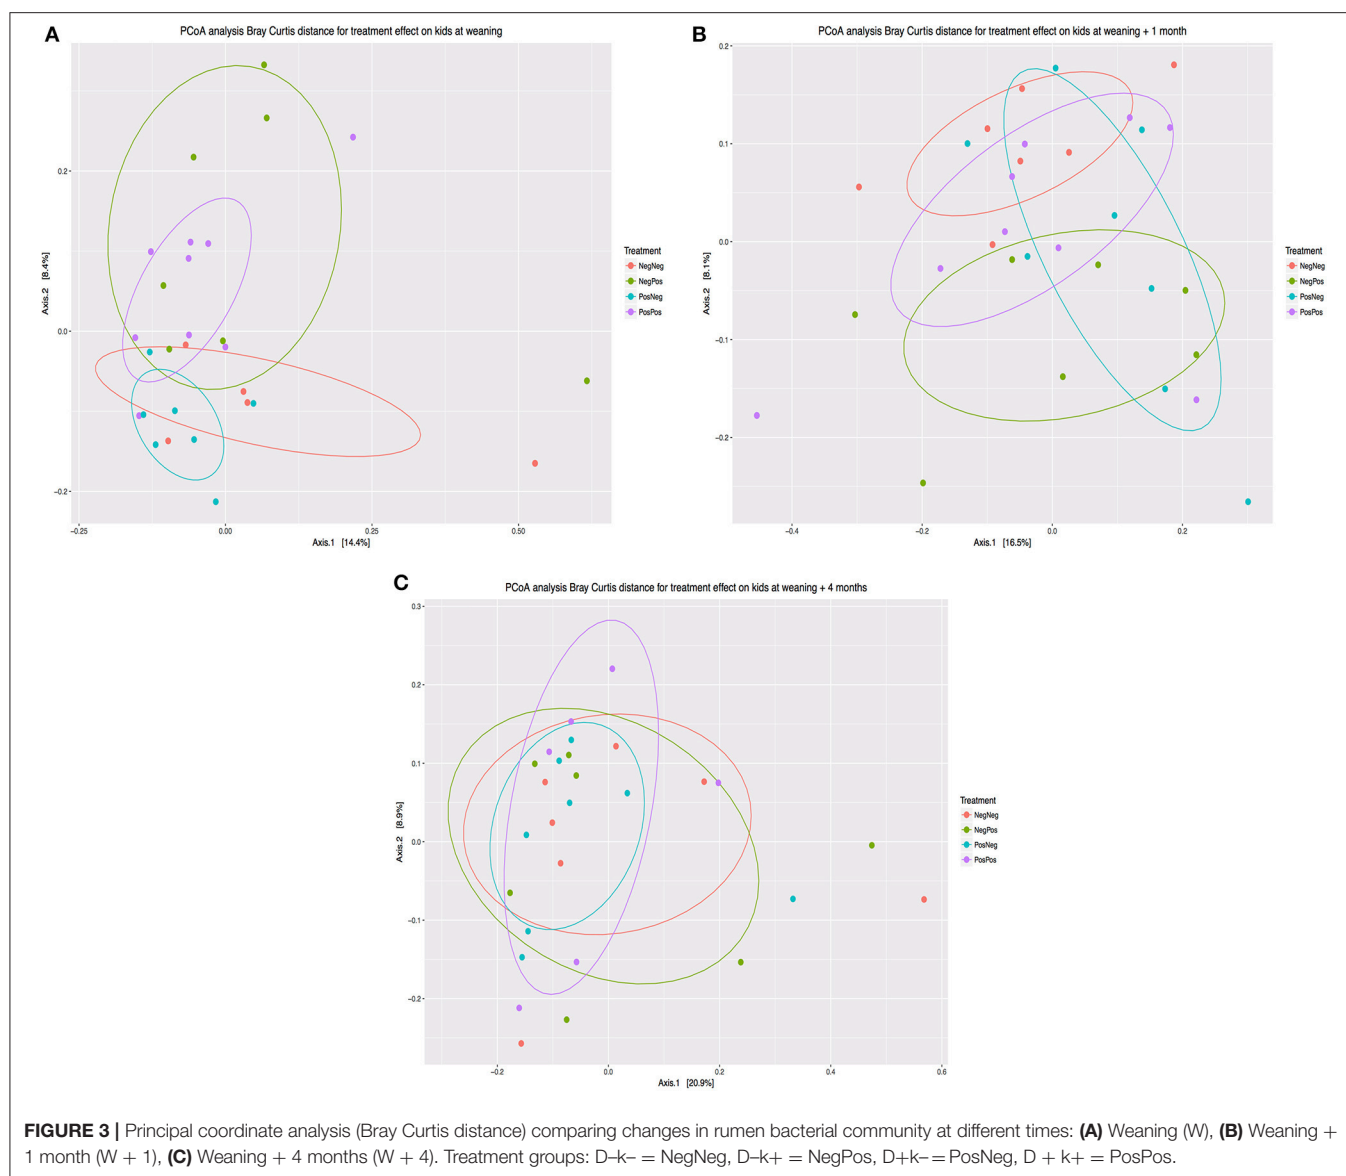 A
PCoA analysis Bray Curtis distance for treatment effect on kids at weaning
0.2
0.0
−0.2
Axis.2 [8.4%]
−0.25
0.00
0.25
0.50
Axis.1 [14.4%]
Treatment
NegNeg
NegPos
PosNeg
PosPos
B
PCoA analysis Bray Curtis distance for treatment effect on kids at weaning + 1 month
0.2
0.1
0.0
−0.1
−0.2
Axis.2 [8.1%]
−0.4
−0.2
0.0
0.2
Axis.1 [16.5%]
Treatment
NegNeg
NegPos
PosNeg
PosPos
C
PCoA analysis Bray Curtis distance for treatment effect on kids at weaning + 4 months
0.3
0.2
0.1
0.0
−0.1
−0.2
Axis.2 [8.9%]
−0.2
0.0
0.2
0.4
0.6
Axis.1 [20.9%]
Treatment
NegNeg
NegPos
PosNeg
PosPos
FIGURE 3 | Principal coordinate analysis (Bray Curtis distance) comparing changes in rumen bacterial community at different times: (A) Weaning (W), (B) Weaning +
1 month (W + 1), (C) Weaning + 4 months (W + 4). Treatment groups: D–k– = NegNeg, D–k+ = NegPos, D+k– = PosNeg, D + k+ = PosPos.